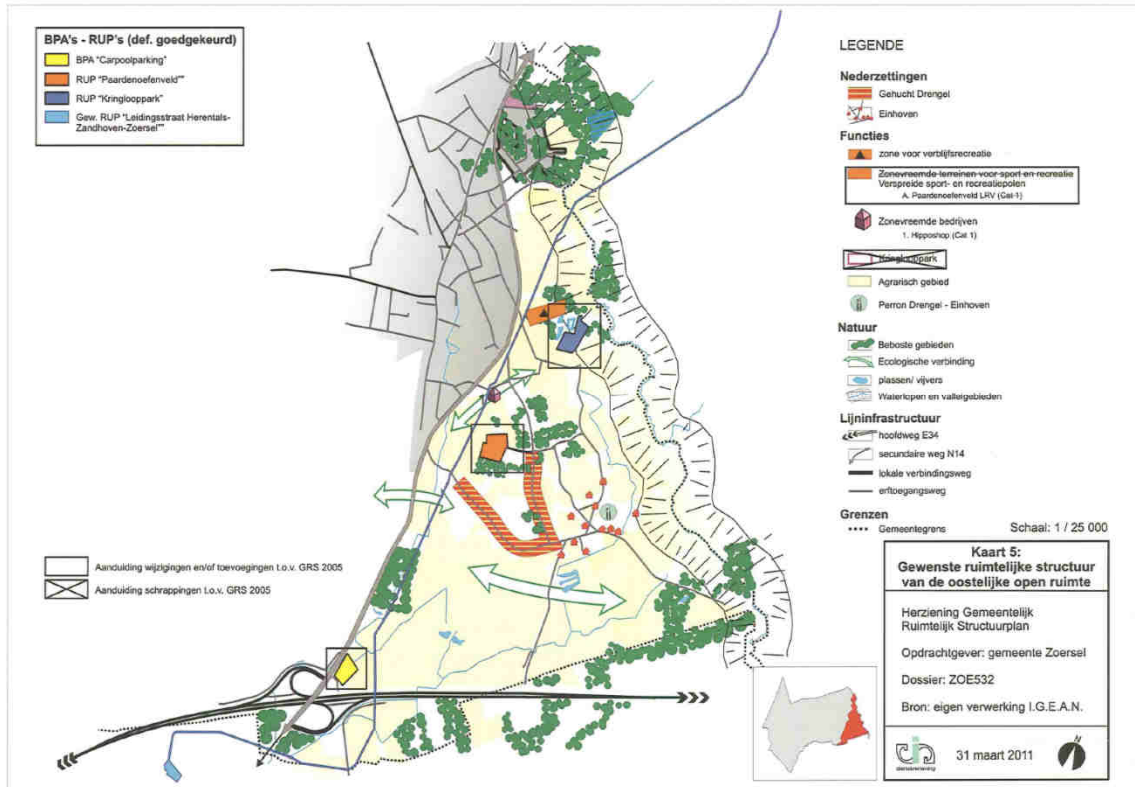 BPA's - RUP's (def. goedgekeurd)
BPA "Carpoolparking"
RUP "Paardenoefenveld""
RUP "Kringlooppark"
Gew. RUP "Leidingsstraat Herentals-
Zandhoven-Zoersel""
Aanduiding wijzigingen en/of toevoegingen t.o.v. GRS 2005
Aanduiding schrappingen t.o.v. GRS 2005
LEGENDE
Nederzettingen
Gehucht Drengel
Einhoven
Functies
zone voor verblijfsrecreatie
Zonevreemde terreinen voor sport en recreatie
Verspreide sport- en recreatiepolen
A. Paardenoefenveld LRV (Cat 1)
Zonevreemde bedrijven
1. Hipposhop (Cat 1)
Kringlooppark
Agrarisch gebied
Perron Drengel - Einhoven
Natuur
Beboste gebieden
Ecologische verbinding
plassen/ vijvers
Waterlopen en valleigebieden
Lijninfrastructuur
hoofdweg E34
secundaire weg N14
lokale verbindingsweg
erftoegangsweg
Grenzen
Gemeentegrens
Schaal: 1 / 25 000
Kaart 5:
Gewenste ruimtelijke structuur
van de oostelijke open ruimte
Herziening Gemeentelijk
Ruimtelijk Structuurplan
Opdrachtgever: gemeente Zoersel
Dossier: ZOE532
Bron: eigen verwerking I.G.E.A.N.
dienstverlening
31 maart 2011